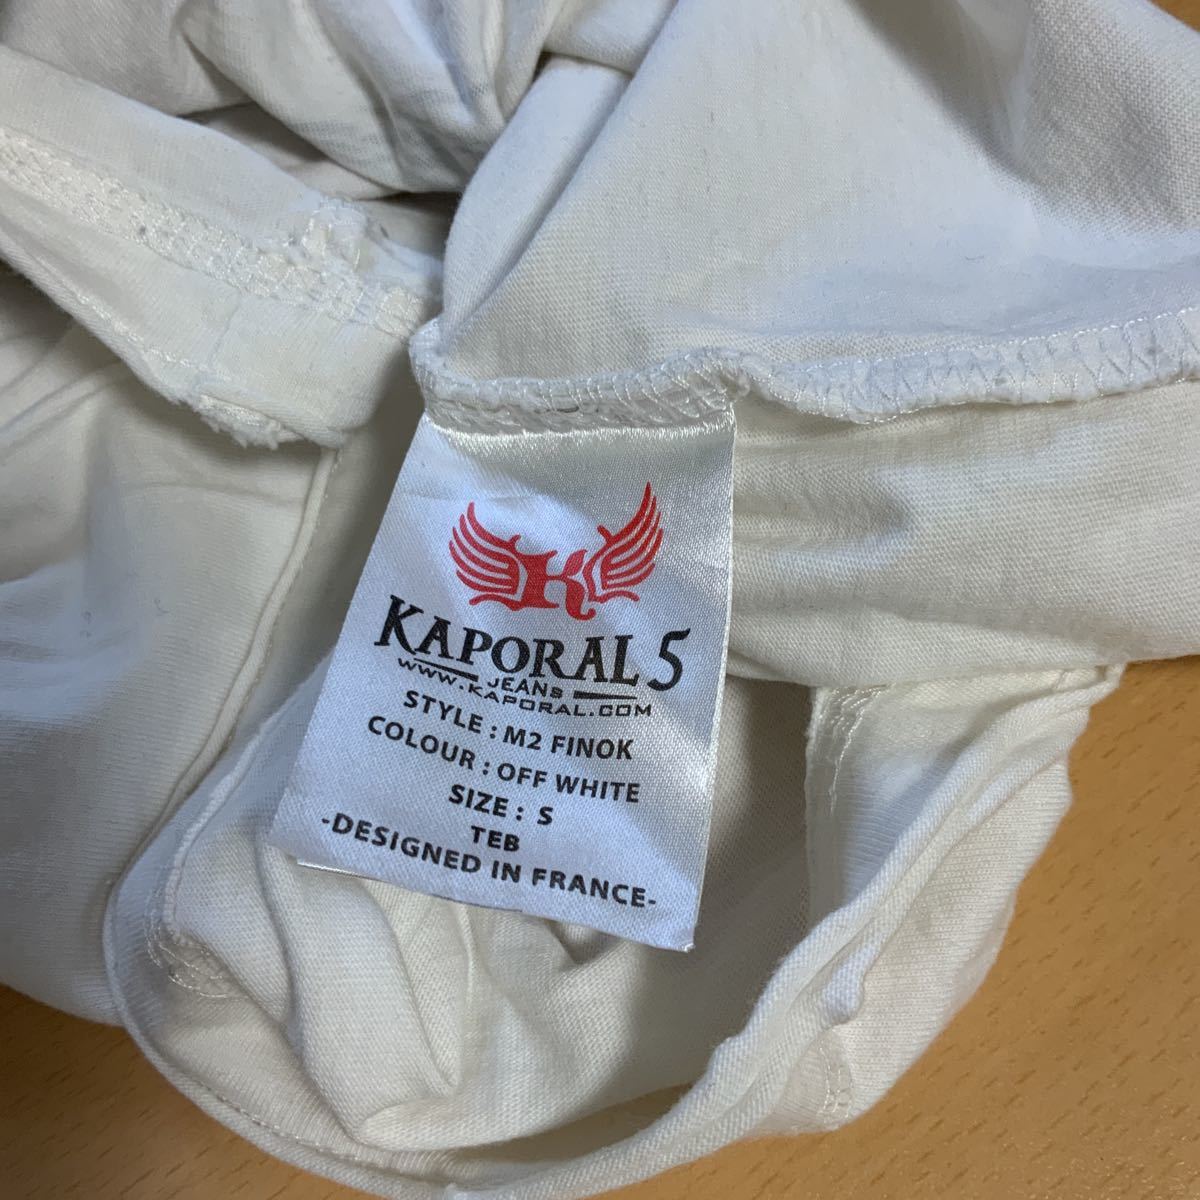 K
KAPORAL 5
JEANs
WWW.KAPORAL.COM
STYLE : M2 FINOK
COLOUR : OFF WHITE
SIZE : S
TEB
-DESIGNED IN FRANCE-